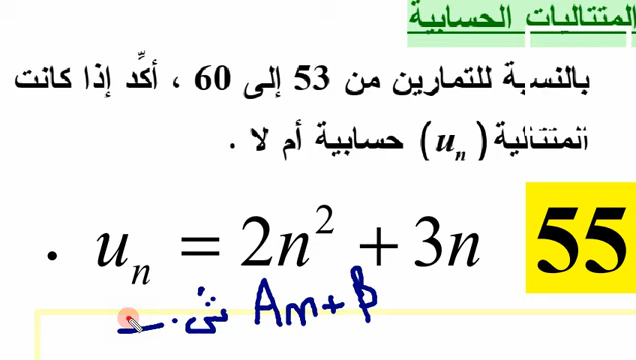 المتتاليات الحسابية
بالنسبة للتمارين من 53 إلى 60 ، أكِّد إذا كانت
المتتالية (uₙ) حسابية أم لا .
55 uₙ = 2n² + 3n .
An + B